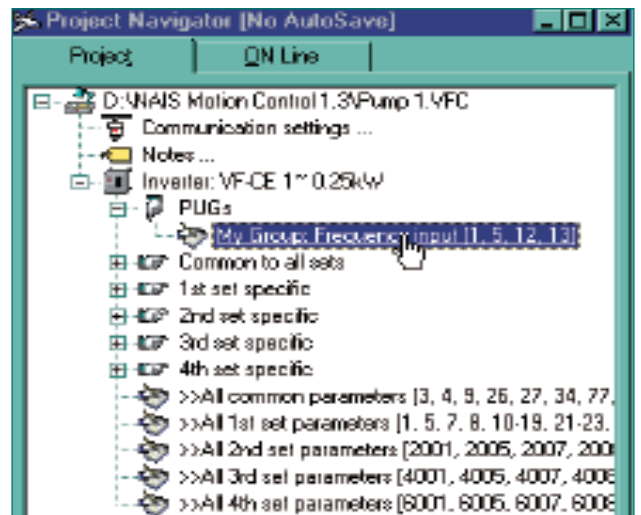 Project Navigator [No AutoSave]
Project
ON Line
D:\NAIS Motion Control 1.3\Pump 1.VFC
Communication settings ...
Notes ...
Inverter: VF-CE 1~ 0.25kW
PUGs
My Group: Frequency input [1, 5, 12, 13]
Common to all sets
1st set specific
2nd set specific
3rd set specific
4th set specific
>>All common parameters [3, 4, 9, 26, 27, 34, 77,
>>All 1st set parameters [1, 5, 7, 8, 10-19, 21-23,
>>All 2nd set parameters [2001, 2005, 2007, 2008
>>All 3rd set parameters [4001, 4005, 4007, 4008
>>All 4th set parameters [6001, 6005, 6007, 6008